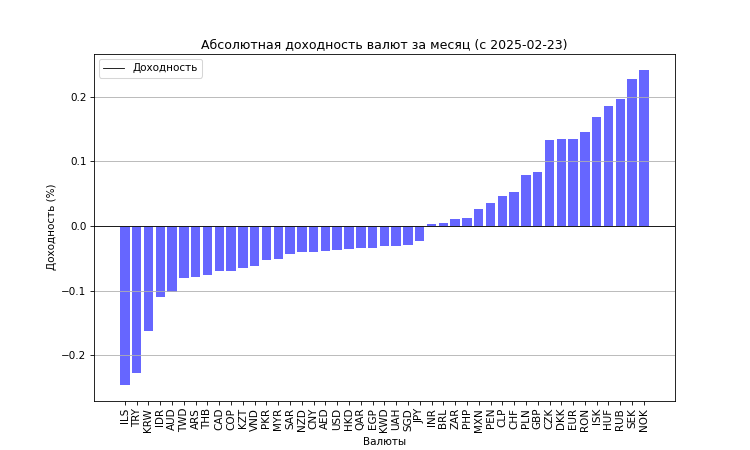 Абсолютная доходность валют за месяц (с 2025-02-23)
Доходность
0.2
0.1
0.0
−0.1
−0.2
Доходность (%)
ILS
TRY
KRW
IDR
AUD
TWD
ARS
THB
CAD
COP
KZT
VND
PKR
MYR
SAR
NZD
CNY
AED
USD
HKD
QAR
EGP
KWD
UAH
SGD
JPY
INR
BRL
ZAR
PHP
MXN
PEN
CLP
CHF
PLN
GBP
CZK
DKK
EUR
RON
ISK
HUF
RUB
SEK
NOK
Валюты